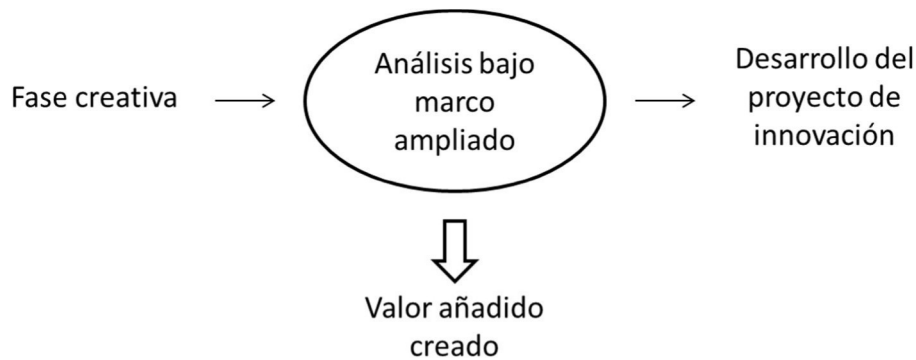 Fase creativa
Análisis bajo
marco
ampliado
Desarrollo del
proyecto de
innovación
Valor añadido
creado